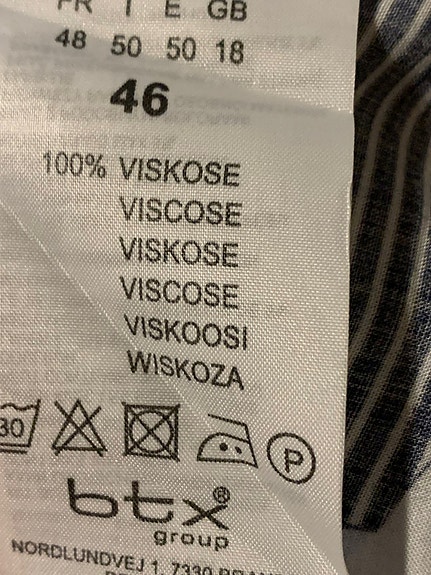 FR I E GB
48 50 50 18
46
100% VISKOSE
VISCOSE
VISKOSE
VISCOSE
VISKOOSI
WISKOZA
30 P
btx®
group
NORDLUNDVEJ 1, 7330